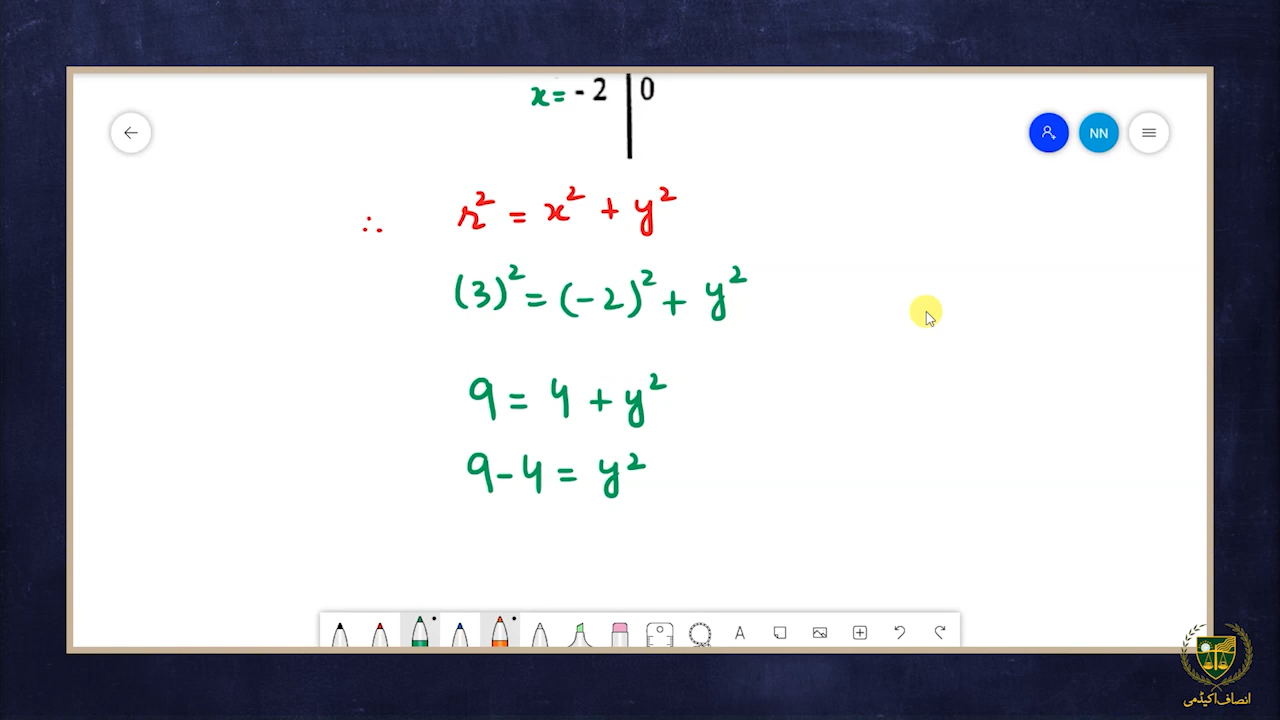 x = - 2 | 0
NN
∴ r² = x² + y²
(3)² = (-2)² + y²
9 = 4 + y²
9 - 4 = y²
A
انصاف اکیڈمی